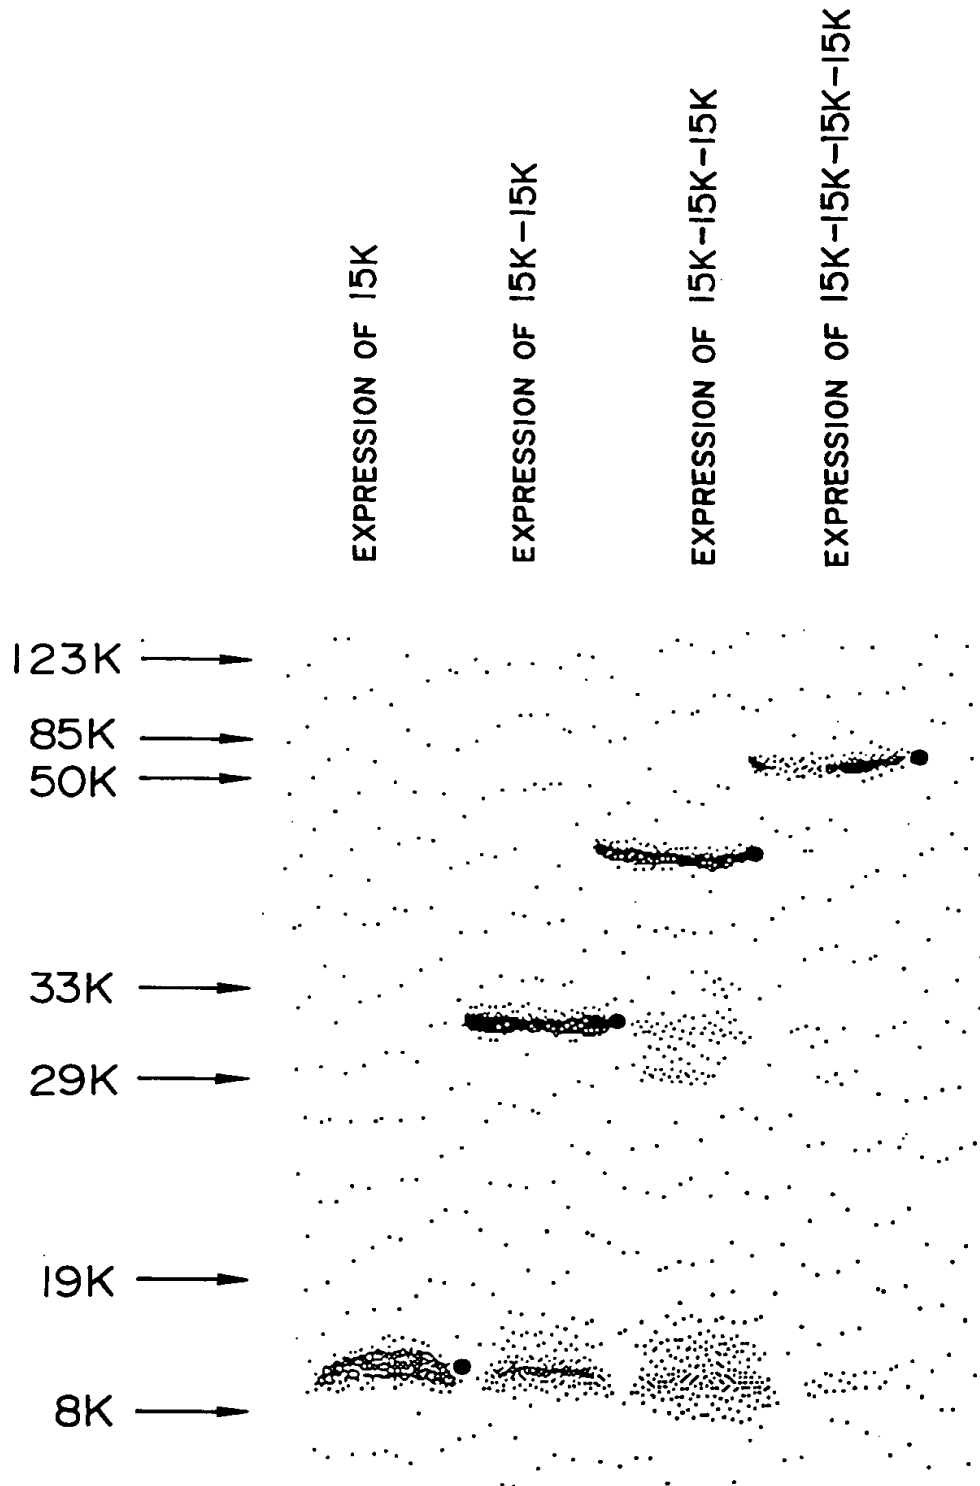 EXPRESSION OF 15K
EXPRESSION OF 15K-15K
EXPRESSION OF 15K-15K-15K
EXPRESSION OF 15K-15K-15K-15K
123K
85K
50K
33K
29K
19K
8K